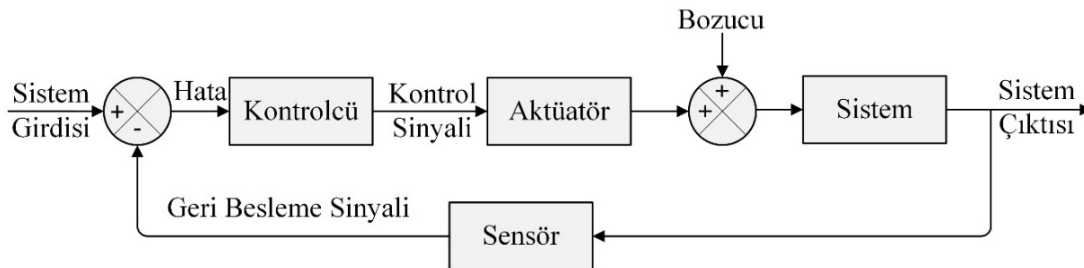 Bozucu
Sistem
Girdisi
+
-
Hata
Kontrolcü
Kontrol
Sinyali
Aktüatör
+
+
Sistem
Sistem
Çıktısı
Geri Besleme Sinyali
Sensör